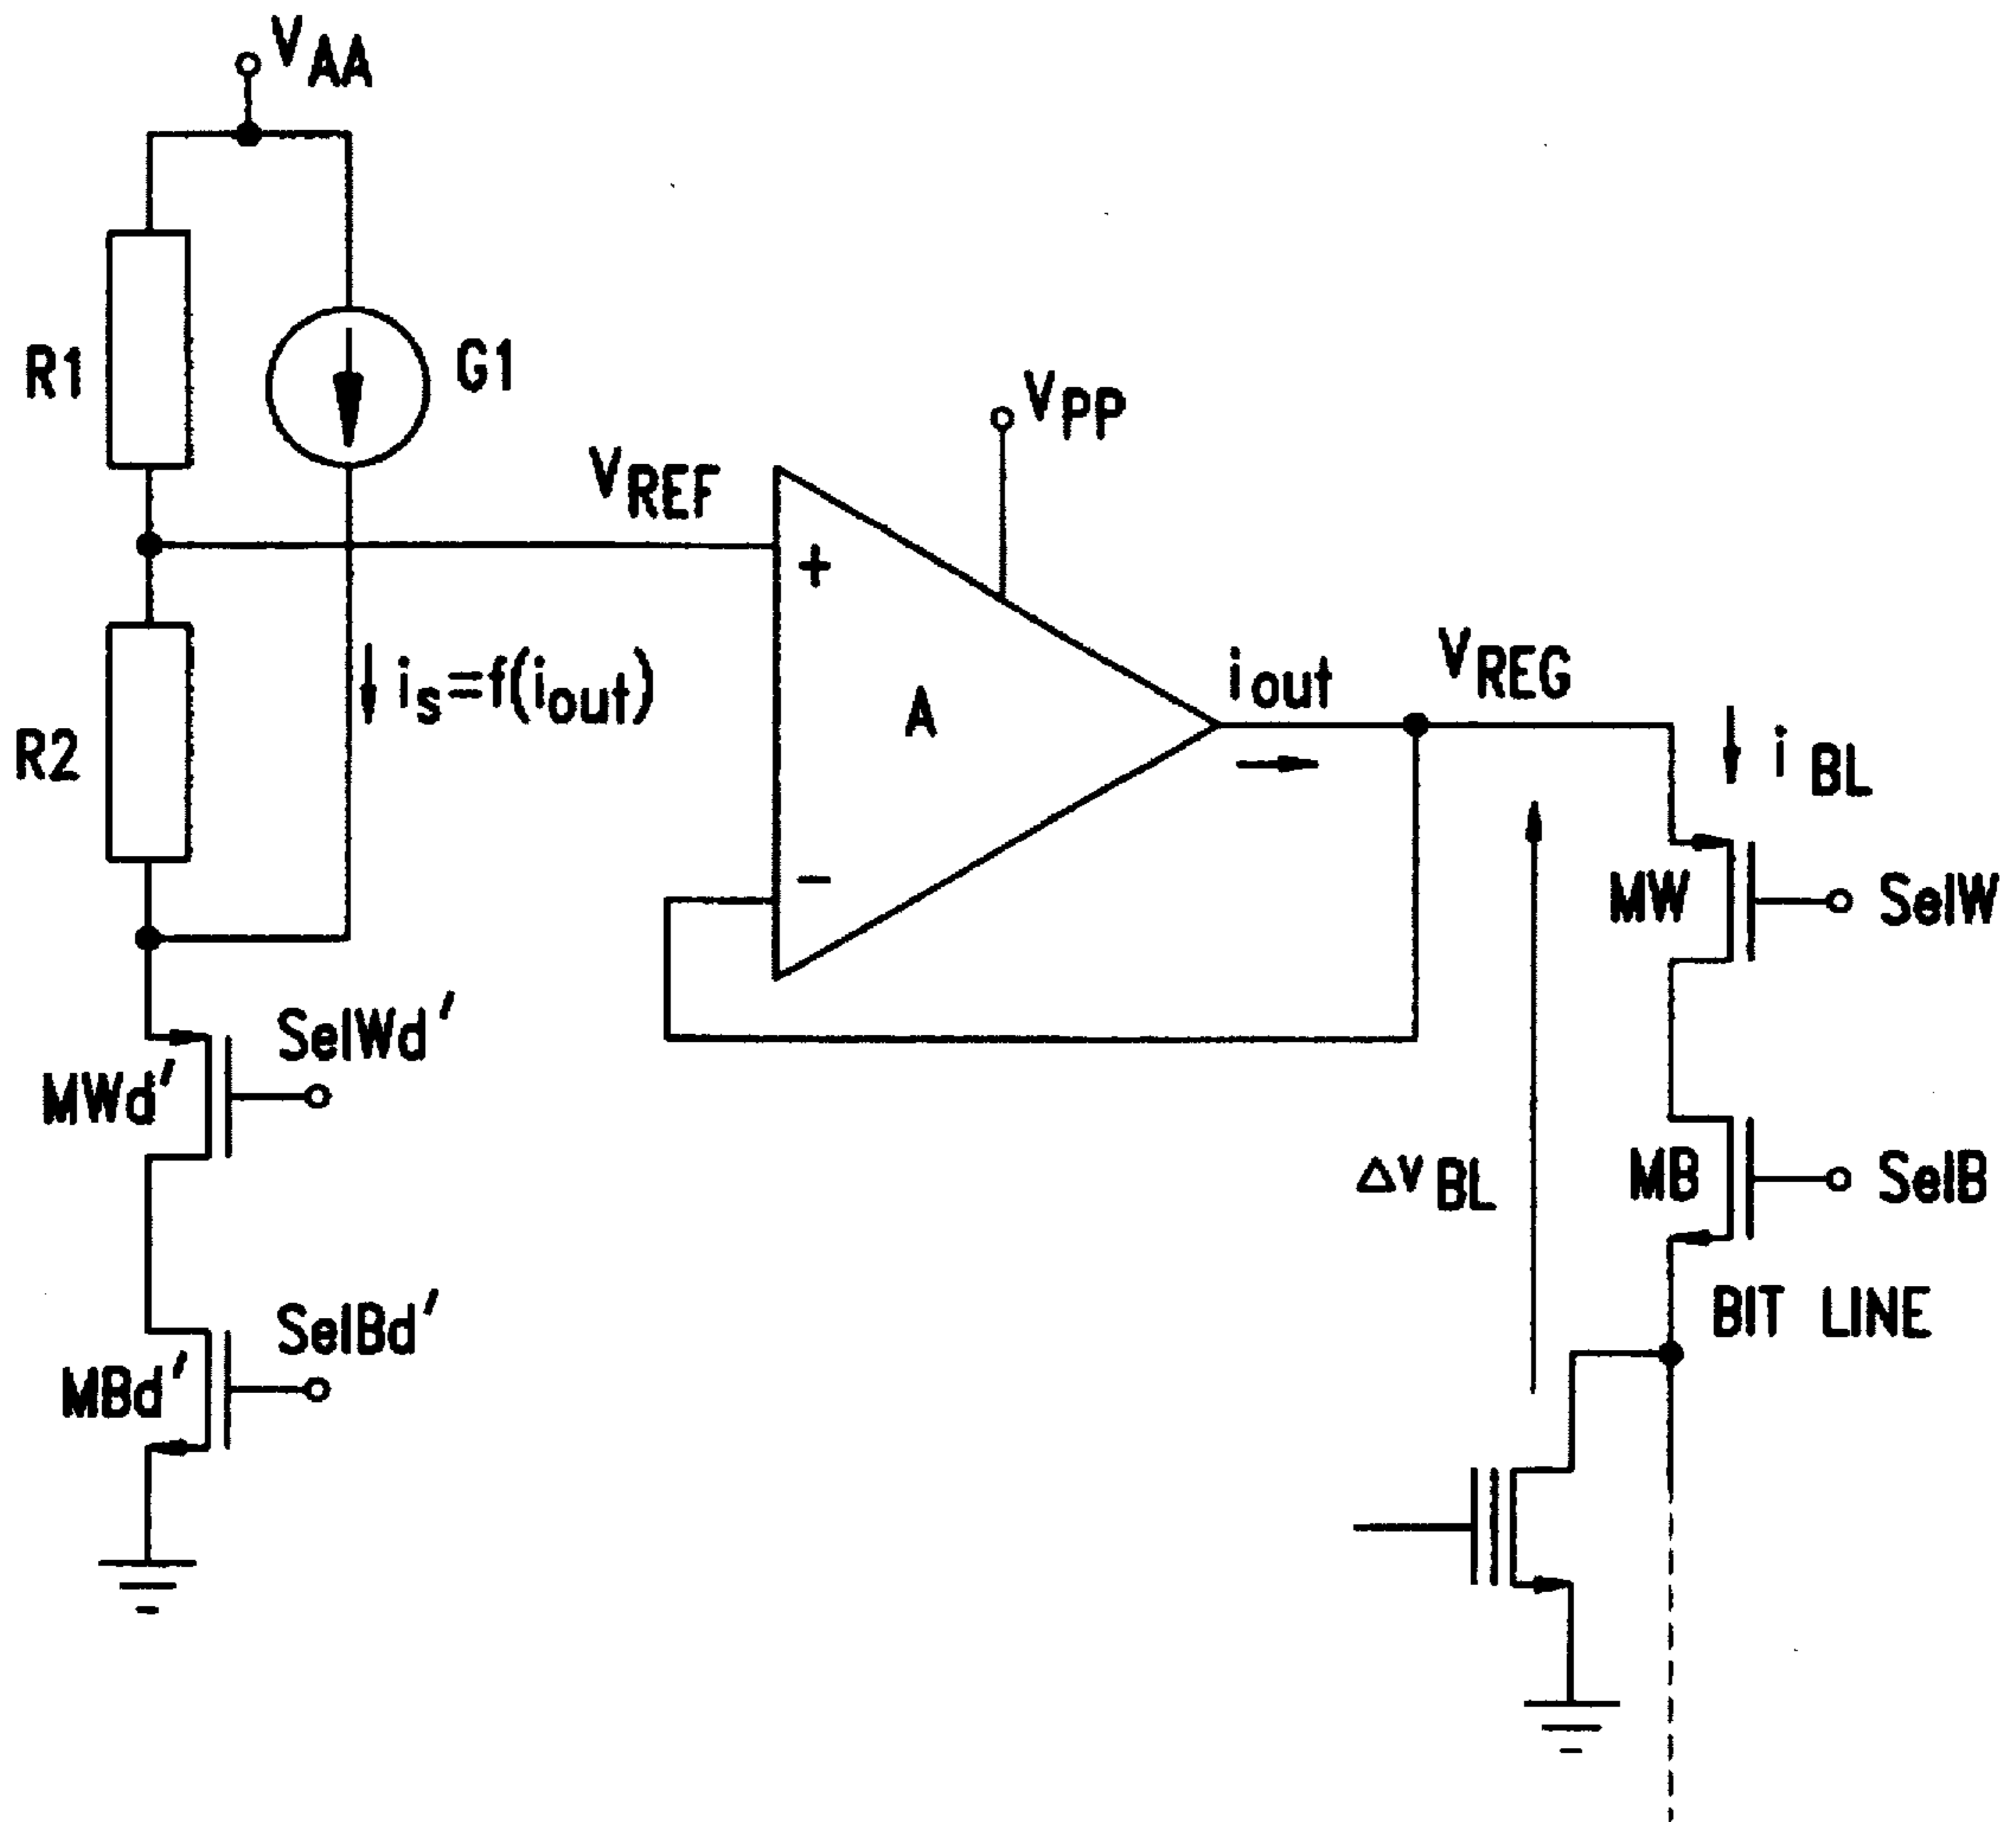 VAA
R1
G1
VPP
VREF
+
is=f(iout)
A
iout
VREG
R2
iBL
−
MW
SelW
SelWd'
MWd'
ΔvBL
MB
SelB
SelBd'
MBd'
BIT LINE